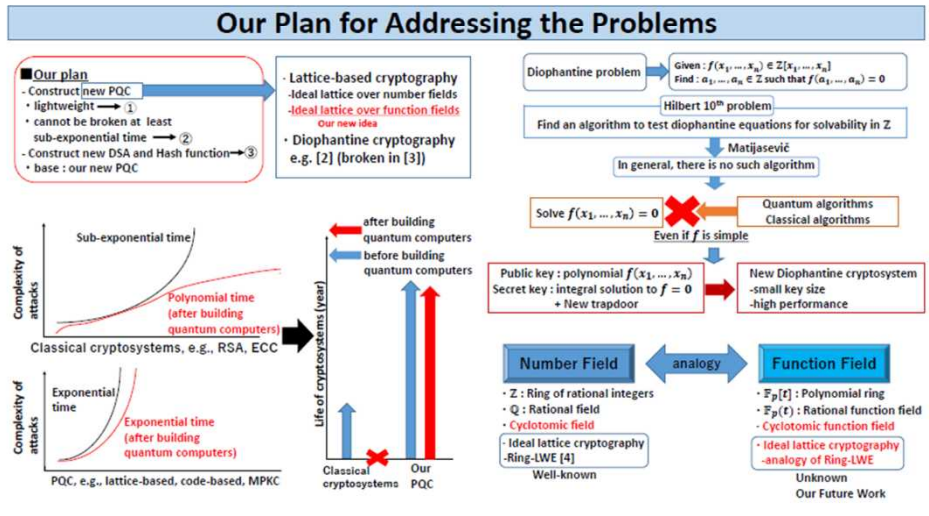 Our Plan for Addressing the Problems
■Our plan
- Construct new PQC
・lightweight ①
・cannot be broken at least
sub-exponential time ②
- Construct new DSA and Hash function ③
・base : our new PQC
・Lattice-based cryptography
-Ideal lattice over number fields
-Ideal lattice over function fields
Our new idea
・Diophantine cryptography
e.g. [2] (broken in [3])
Complexity of
attacks
Sub-exponential time
Polynomial time
(after building
quantum computers)
Classical cryptosystems, e.g., RSA, ECC
Complexity of
attacks
Exponential
time
Exponential time
(after building
quantum computers)
PQC, e.g., lattice-based, code-based, MPKC
Life of cryptosystems (year)
after building
quantum computers
before building
quantum computers
Classical
cryptosystems
Our
PQC
Diophantine problem
Given : f(x₁, …, xₙ) ∈ ℤ[x₁, …, xₙ]
Find : a₁, …, aₙ ∈ ℤ such that f(a₁, …, aₙ) = 0
Hilbert 10th problem
Find an algorithm to test diophantine equations for solvability in ℤ
Matijasevič
In general, there is no such algorithm
Solve f(x₁, …, xₙ) = 0
Quantum algorithms
Classical algorithms
Even if f is simple
Public key : polynomial f(x₁, …, xₙ)
Secret key : integral solution to f = 0
+ New trapdoor
New Diophantine cryptosystem
-small key size
-high performance
Number Field
analogy
Function Field
・ℤ : Ring of rational integers
・ℚ : Rational field
・Cyclotomic field
・Ideal lattice cryptography
-Ring-LWE [4]
Well-known
・𝔽ₚ[t] : Polynomial ring
・𝔽ₚ(t) : Rational function field
・Cyclotomic function field
・Ideal lattice cryptography
-analogy of Ring-LWE
Unknown
Our Future Work